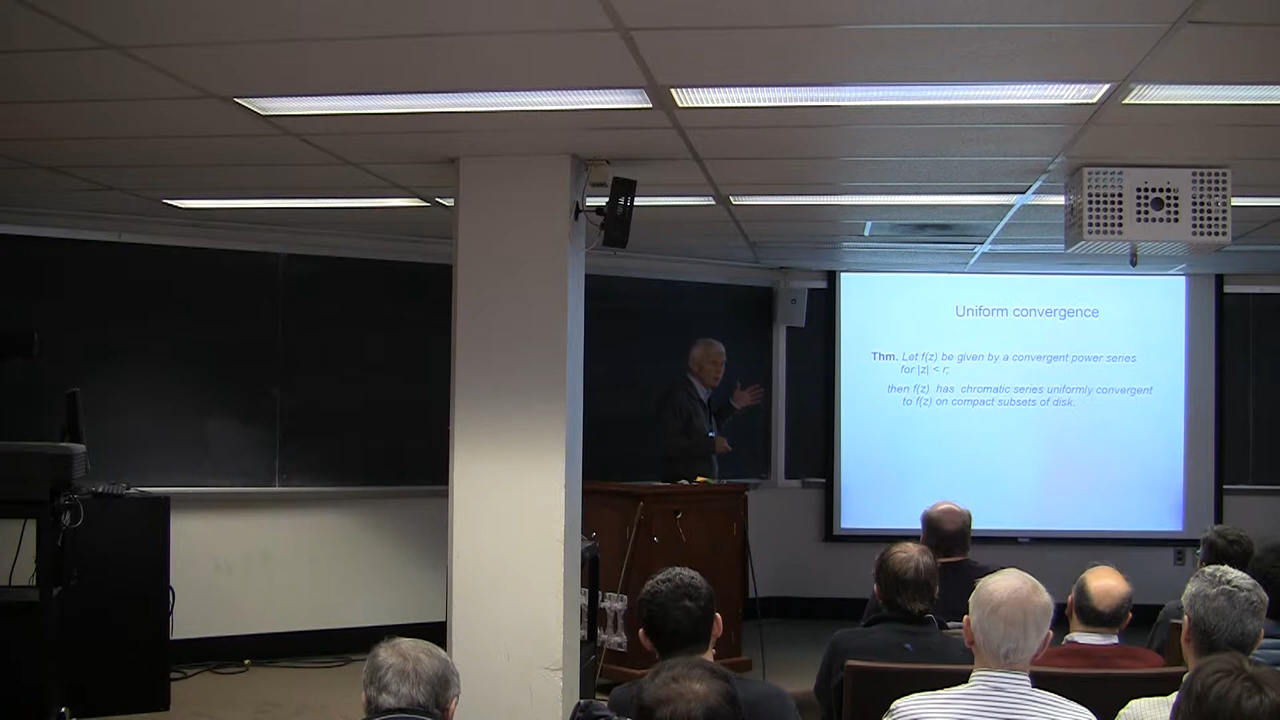 Uniform convergence
Thm. Let f(z) be given by a convergent power series
for |z| < r;
then f(z) has chromatic series uniformly convergent
to f(z) on compact subsets of disk.